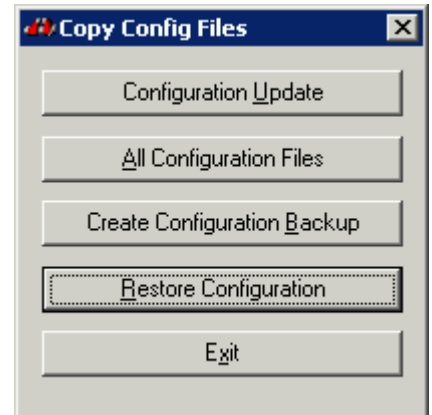 Copy Config Files
Configuration Update
All Configuration Files
Create Configuration Backup
Restore Configuration
Exit